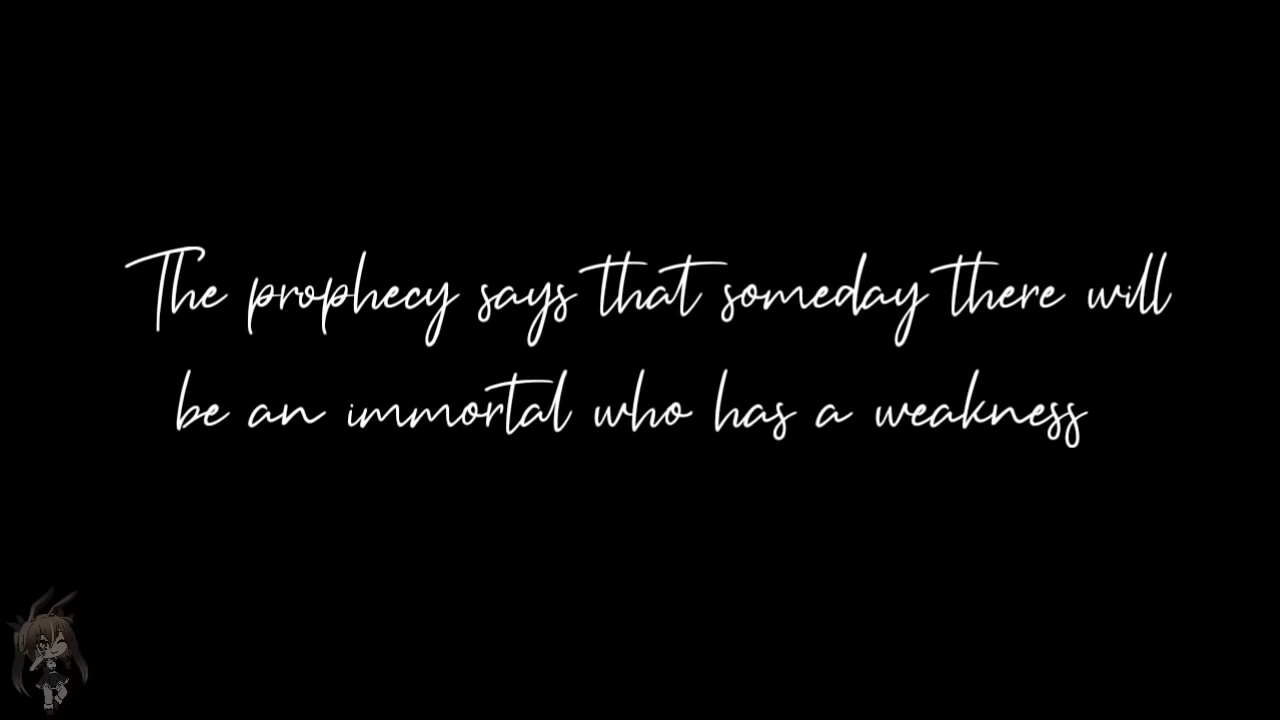 The prophecy says that someday there will
be an immortal who has a weakness